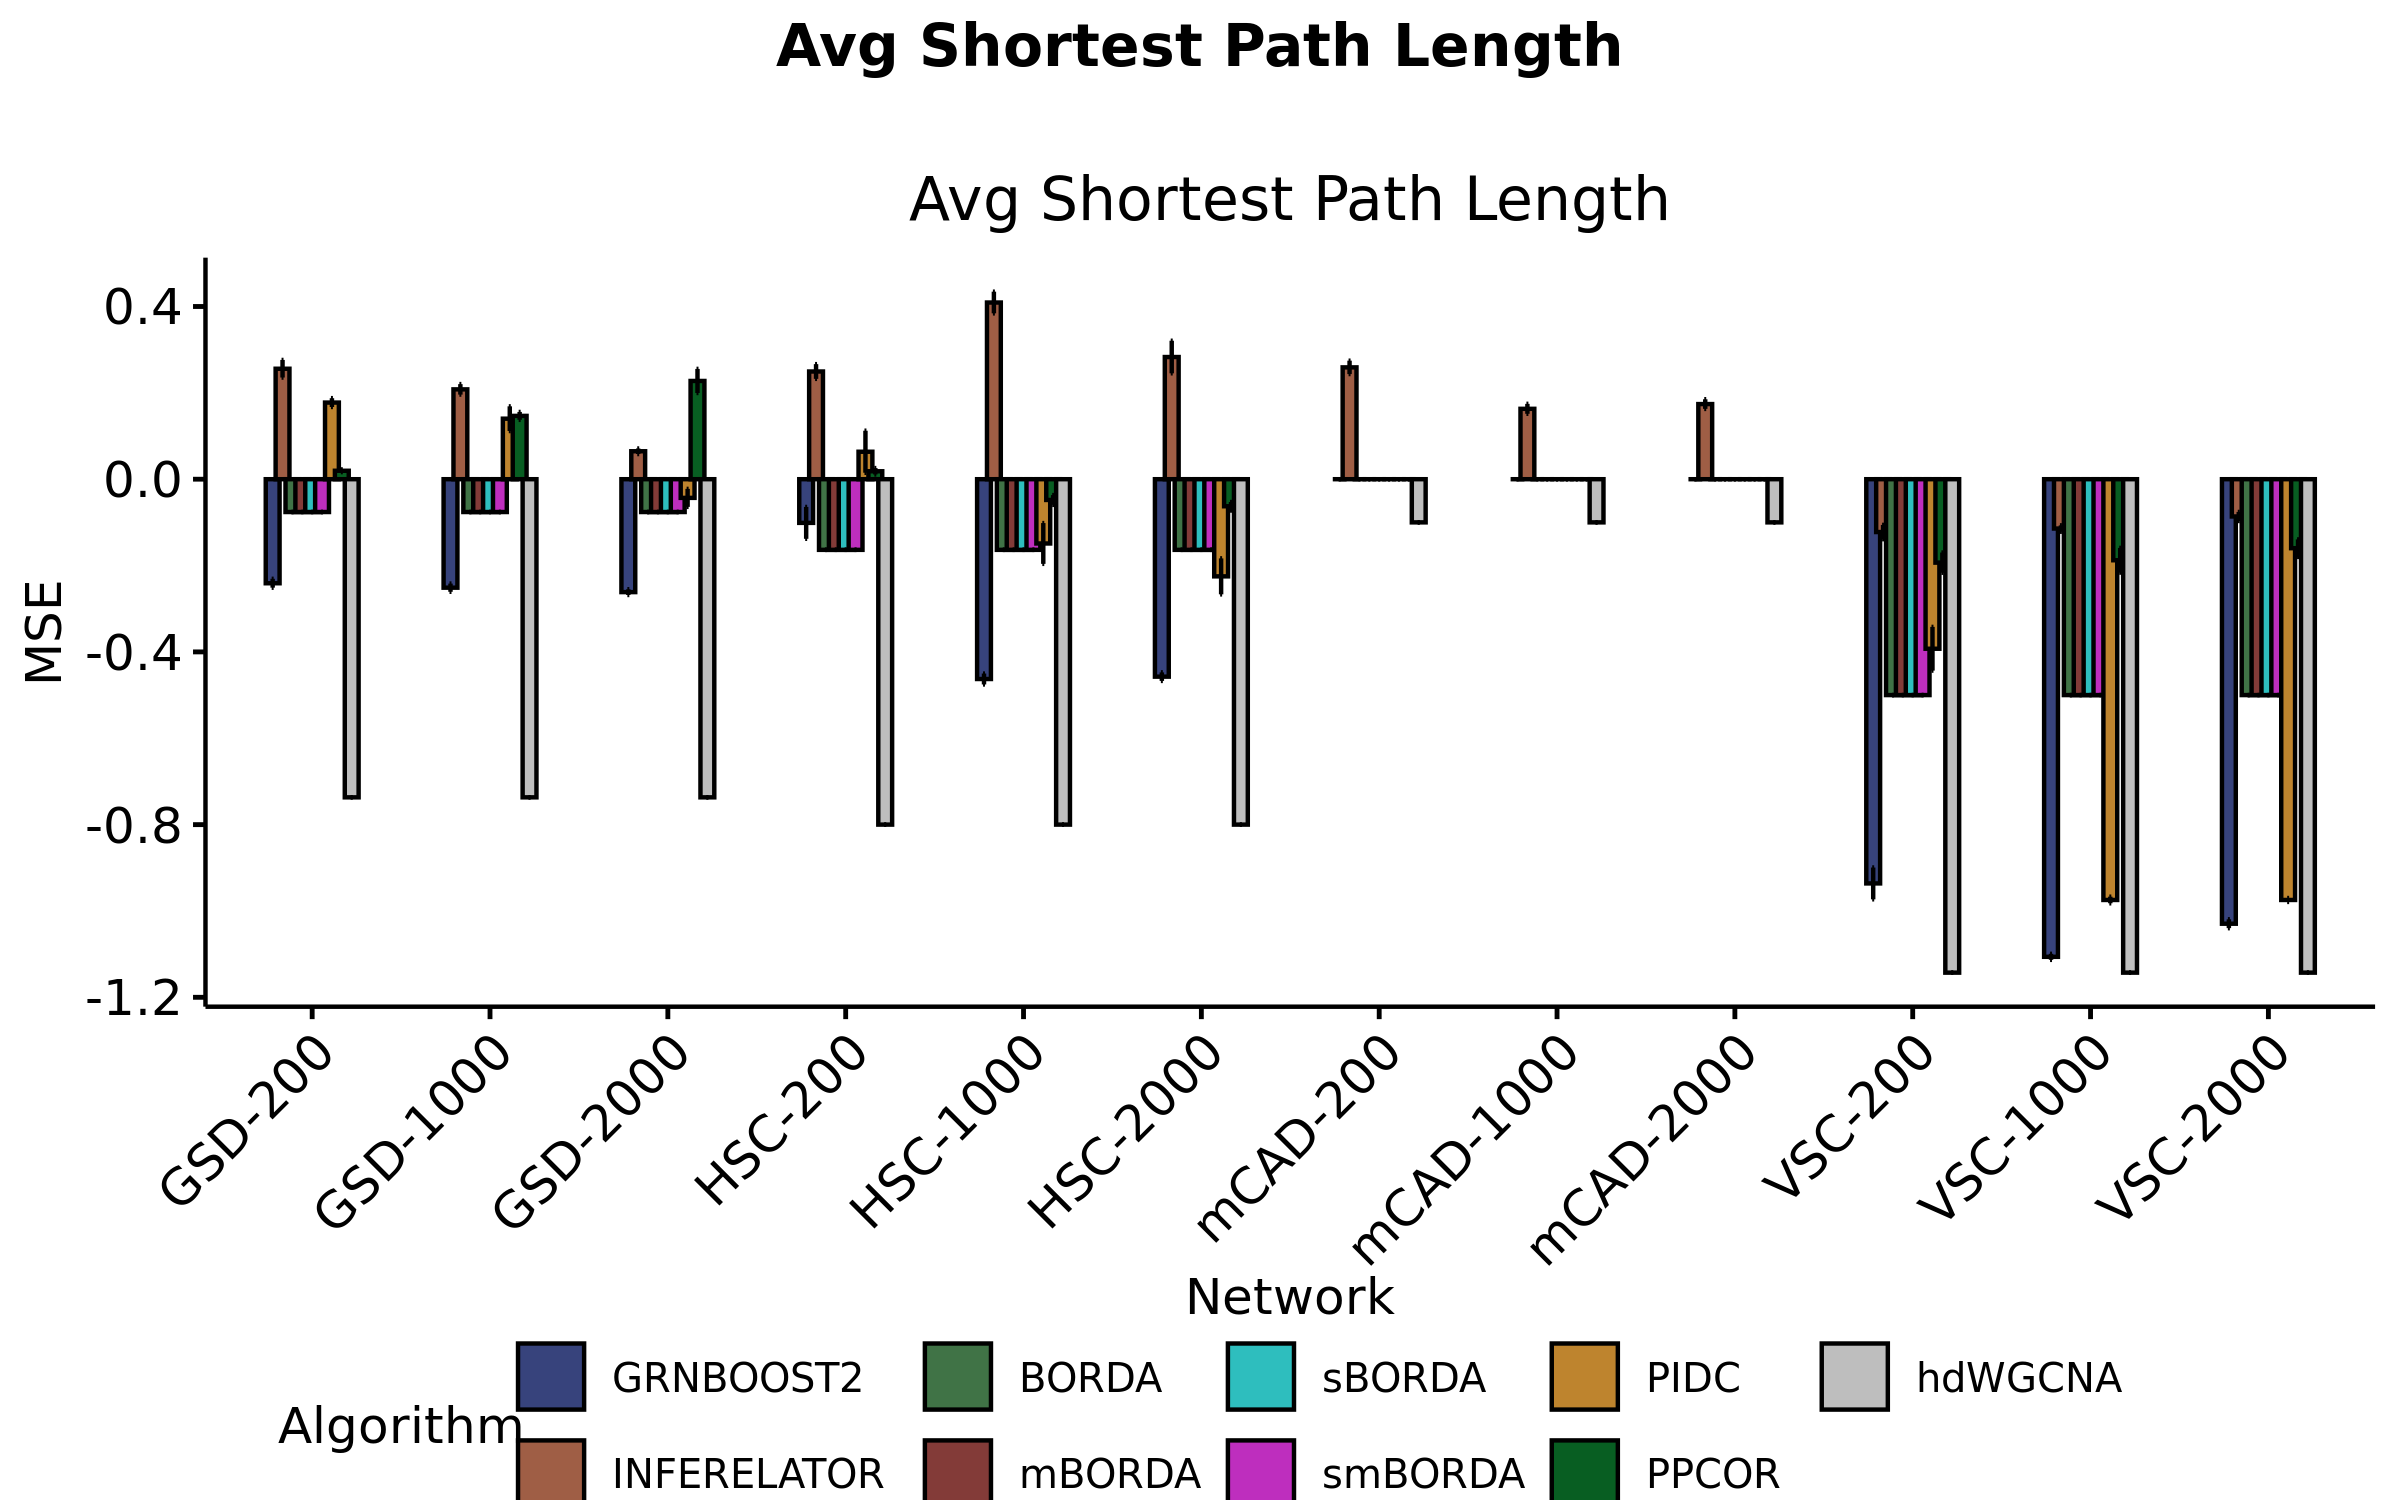 Avg Shortest Path Length
Avg Shortest Path Length
0.4
0.0
-0.4
-0.8
-1.2
MSE
GSD-200
GSD-1000
GSD-2000
HSC-200
HSC-1000
HSC-2000
mCAD-200
mCAD-1000
mCAD-2000
VSC-200
VSC-1000
VSC-2000
Network
Algorithm
GRNBOOST2 BORDA sBORDA PIDC hdWGCNA
INFERELATOR mBORDA smBORDA PPCOR